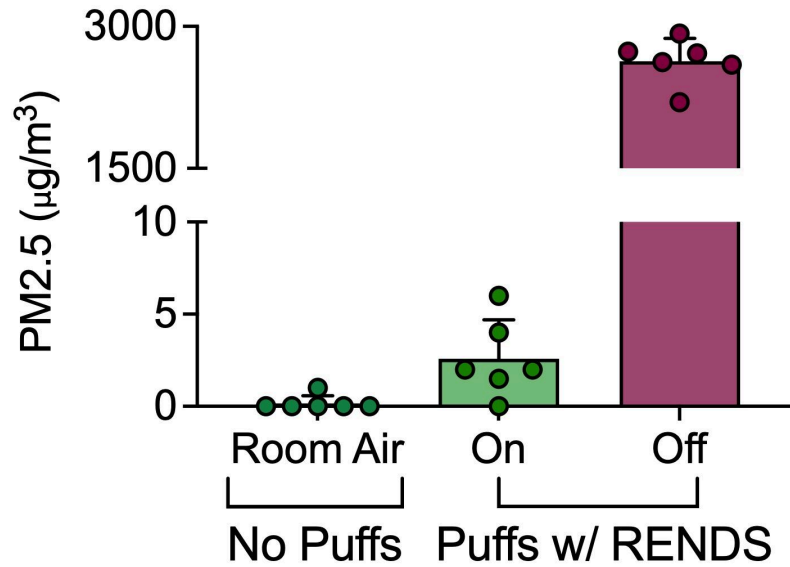 3000
1500
10
5
0
PM2.5 (μg/m³)
Room Air On Off
No Puffs Puffs w/ RENDS